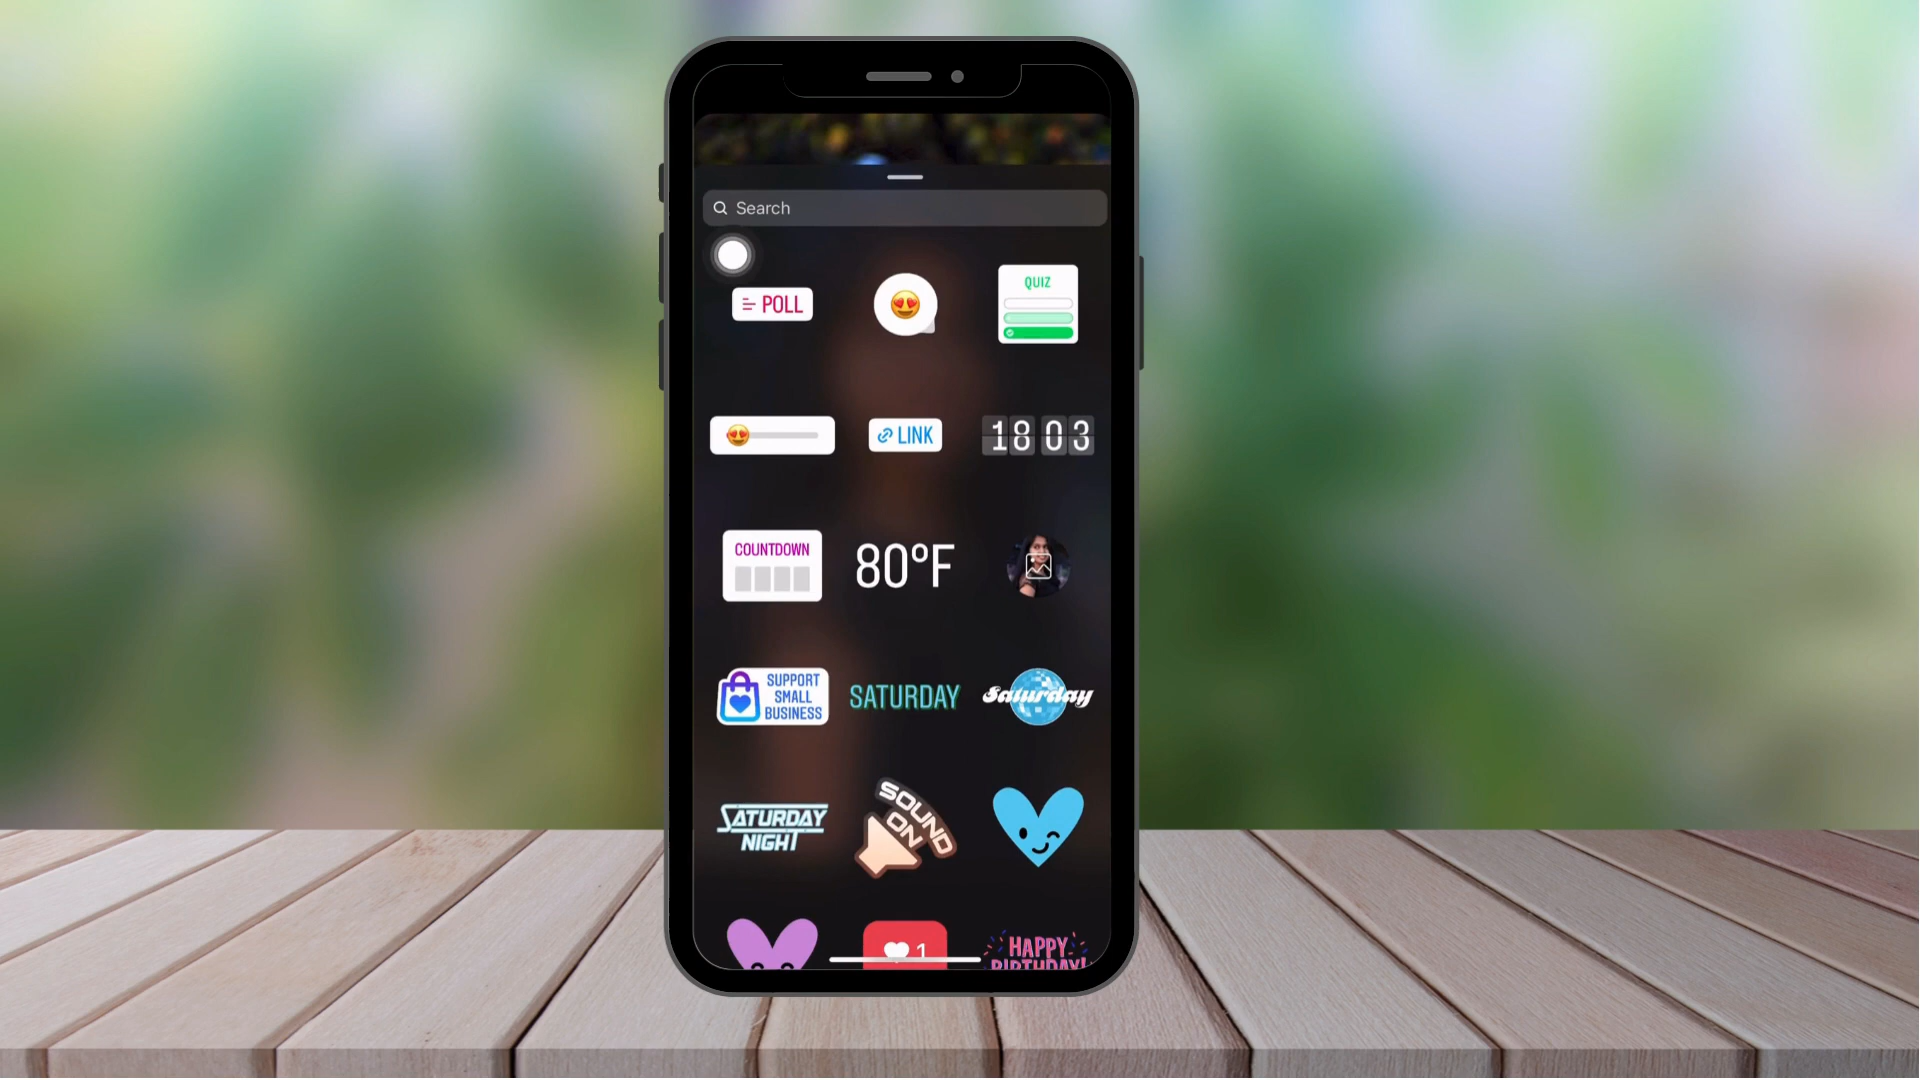 Search
POLL
QUIZ
LINK
18 03
COUNTDOWN
80°F
SUPPORT
SMALL
BUSINESS
SATURDAY
Saturday
SATURDAY
NIGHT
SOUND
ON
1
HAPPY
BIRTHDAY!